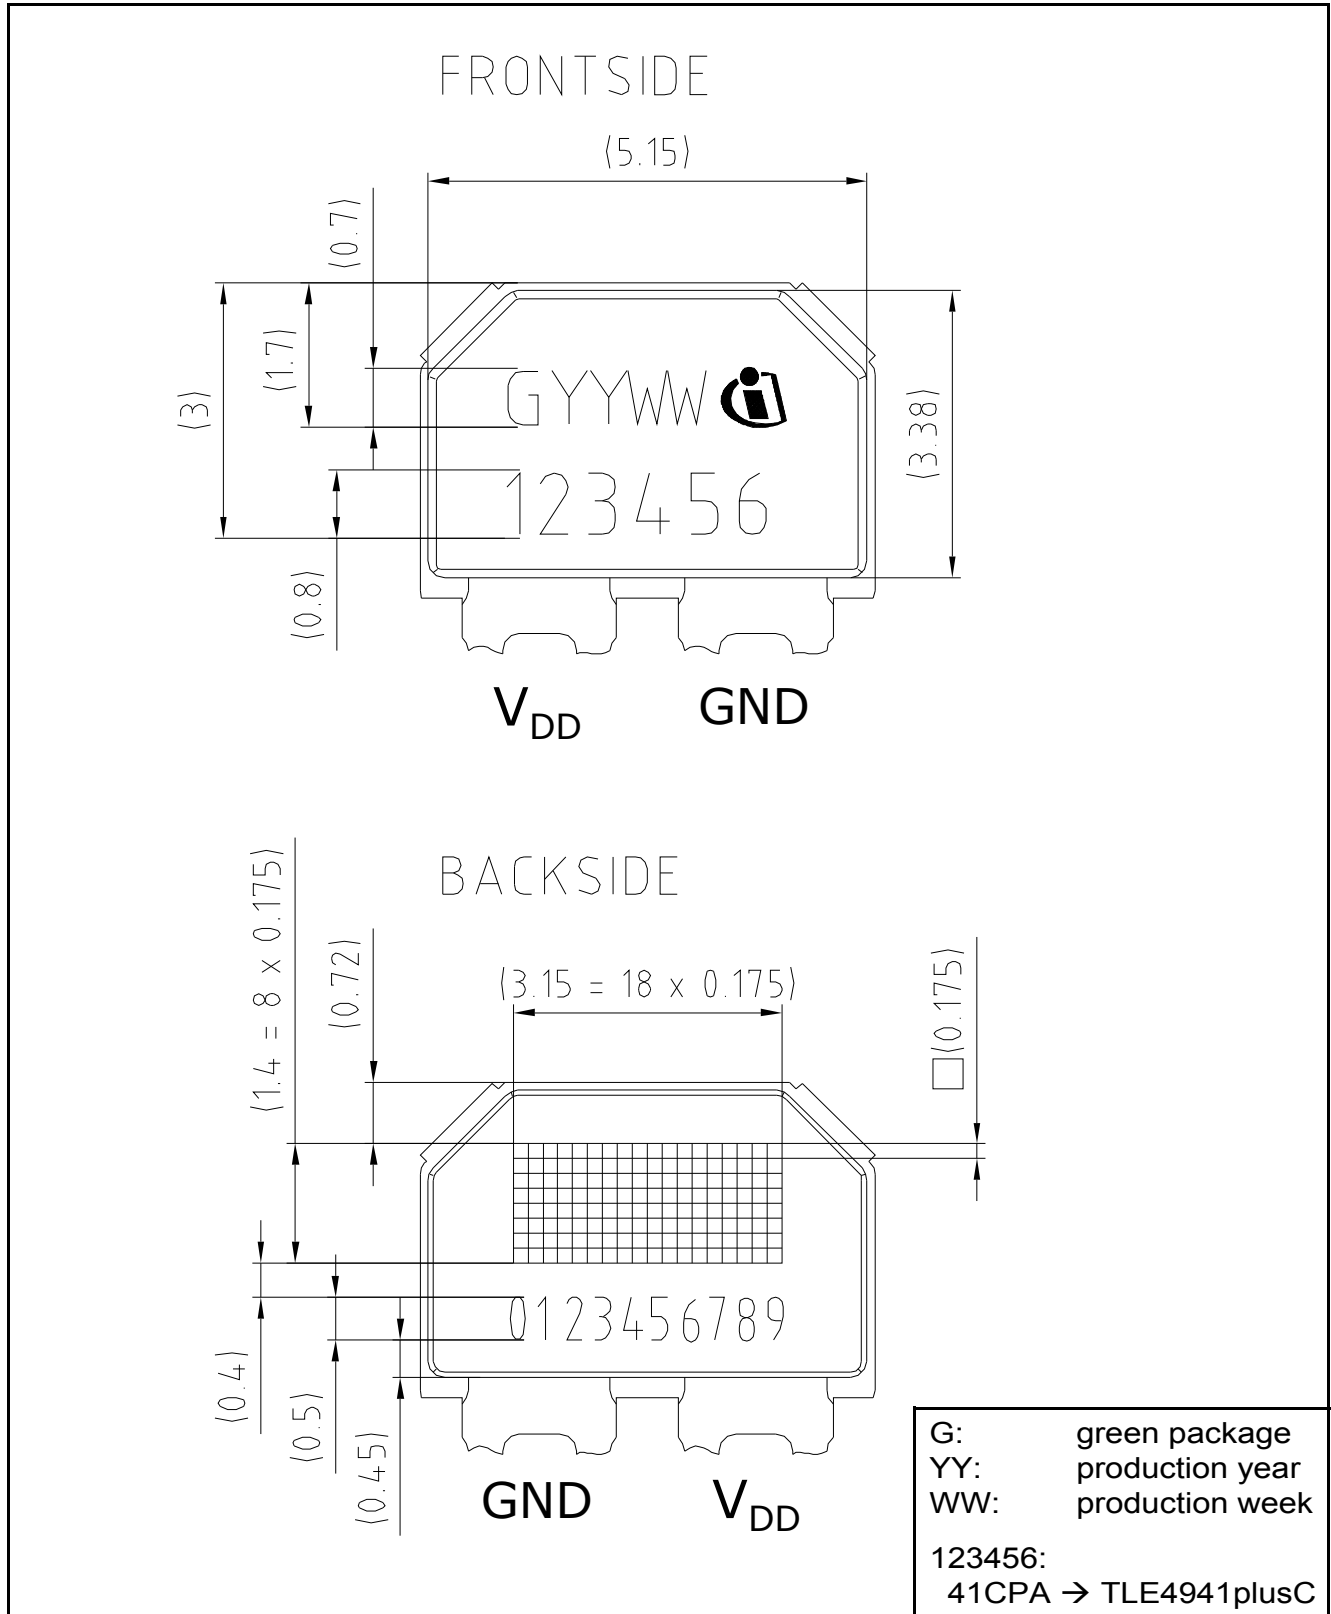 FRONTSIDE
(5.15)
(0.7)
(1.7)
(3)
(3.38)
GYYWW
123456
(0.8)
VDD GND
BACKSIDE
(1.4 = 8 x 0.175)
(0.72)
(3.15 = 18 x 0.175)
□(0.175)
0123456789
(0.4)
(0.5)
(0.45)
GND VDD
G: green package
YY: production year
WW: production week
123456:
41CPA → TLE4941plusC